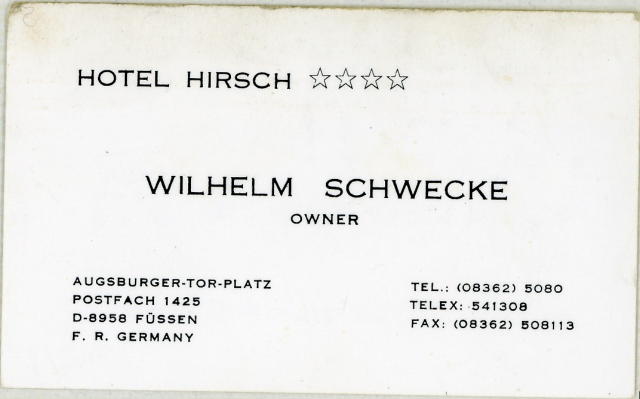 HOTEL HIRSCH ☆☆☆☆
WILHELM SCHWECKE
OWNER
AUGSBURGER-TOR-PLATZ
POSTFACH 1425
D-8958 FÜSSEN
F. R. GERMANY
TEL.: (08362) 5080
TELEX: 541308
FAX: (08362) 508113